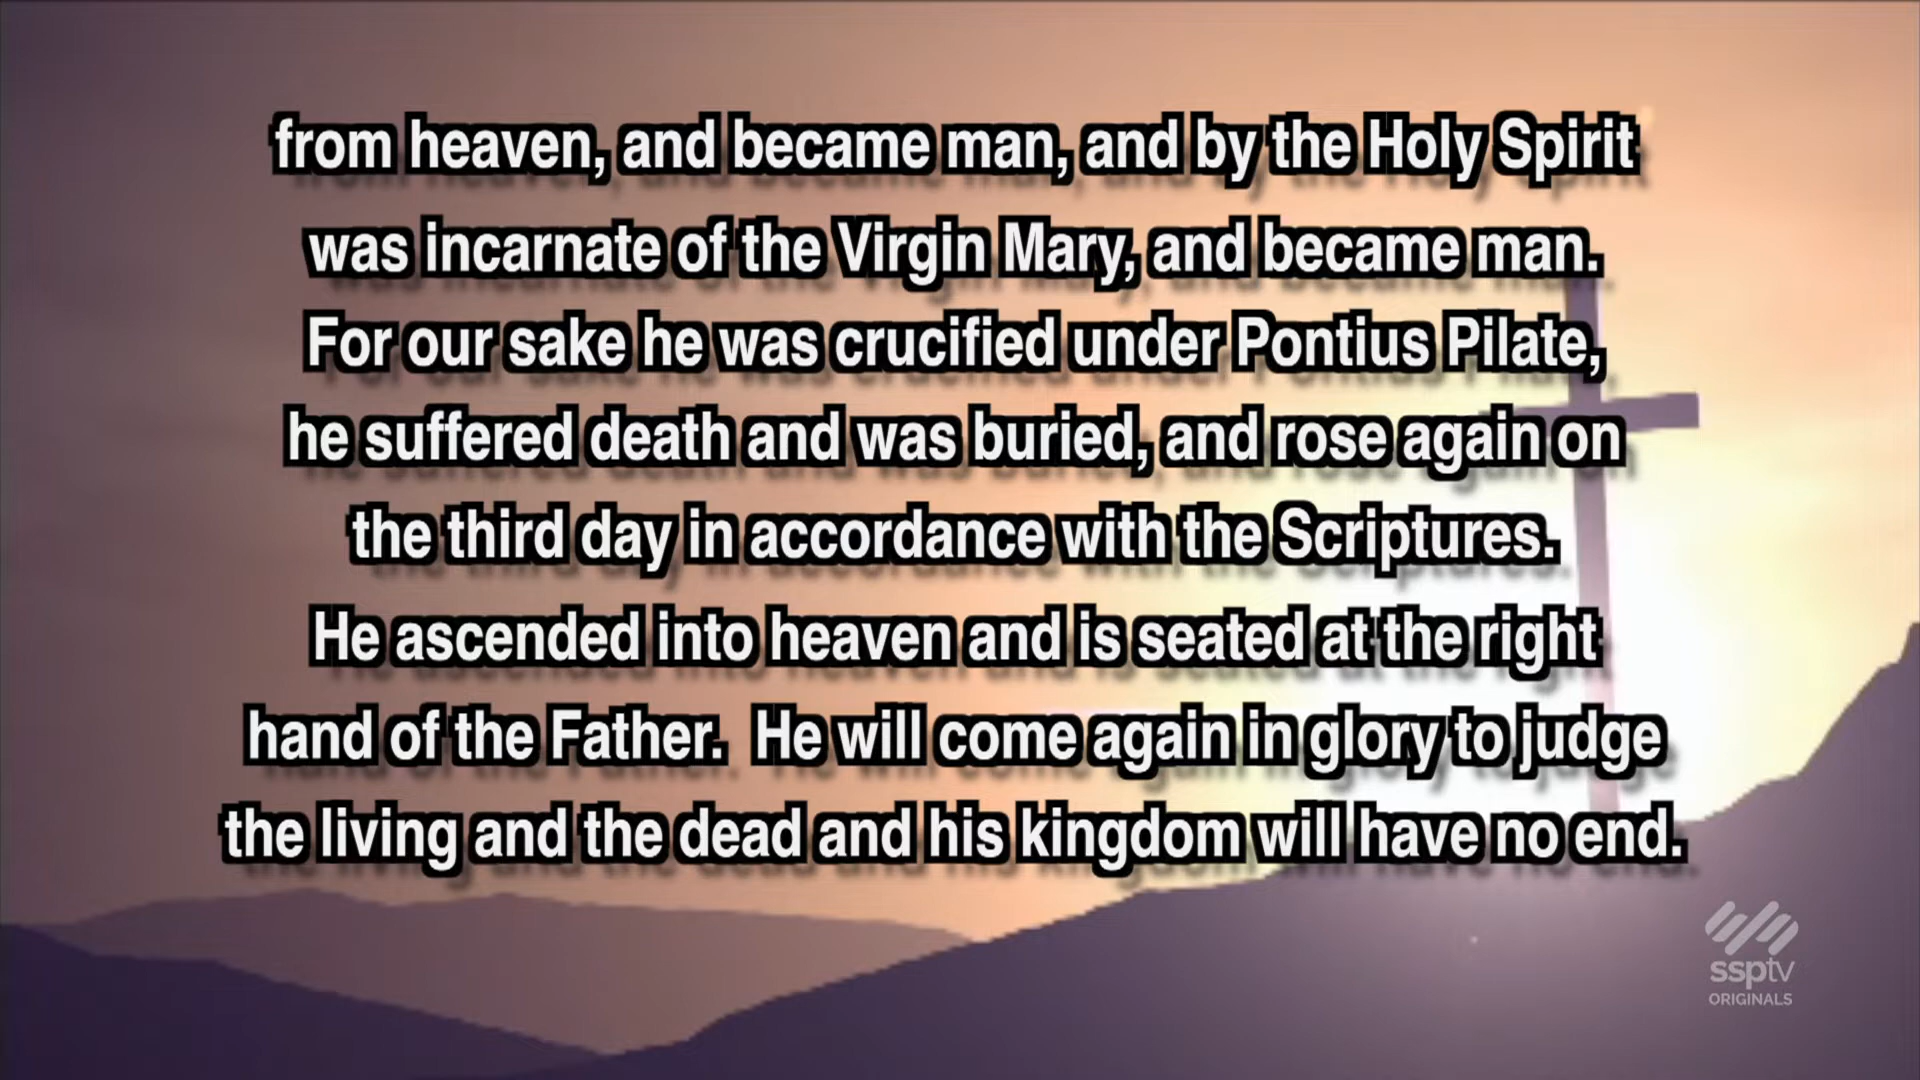 from heaven, and became man, and by the Holy Spirit
was incarnate of the Virgin Mary, and became man.
For our sake he was crucified under Pontius Pilate,
he suffered death and was buried, and rose again on
the third day in accordance with the Scriptures.
He ascended into heaven and is seated at the right
hand of the Father.  He will come again in glory to judge
the living and the dead and his kingdom will have no end.
ssptv
ORIGINALS